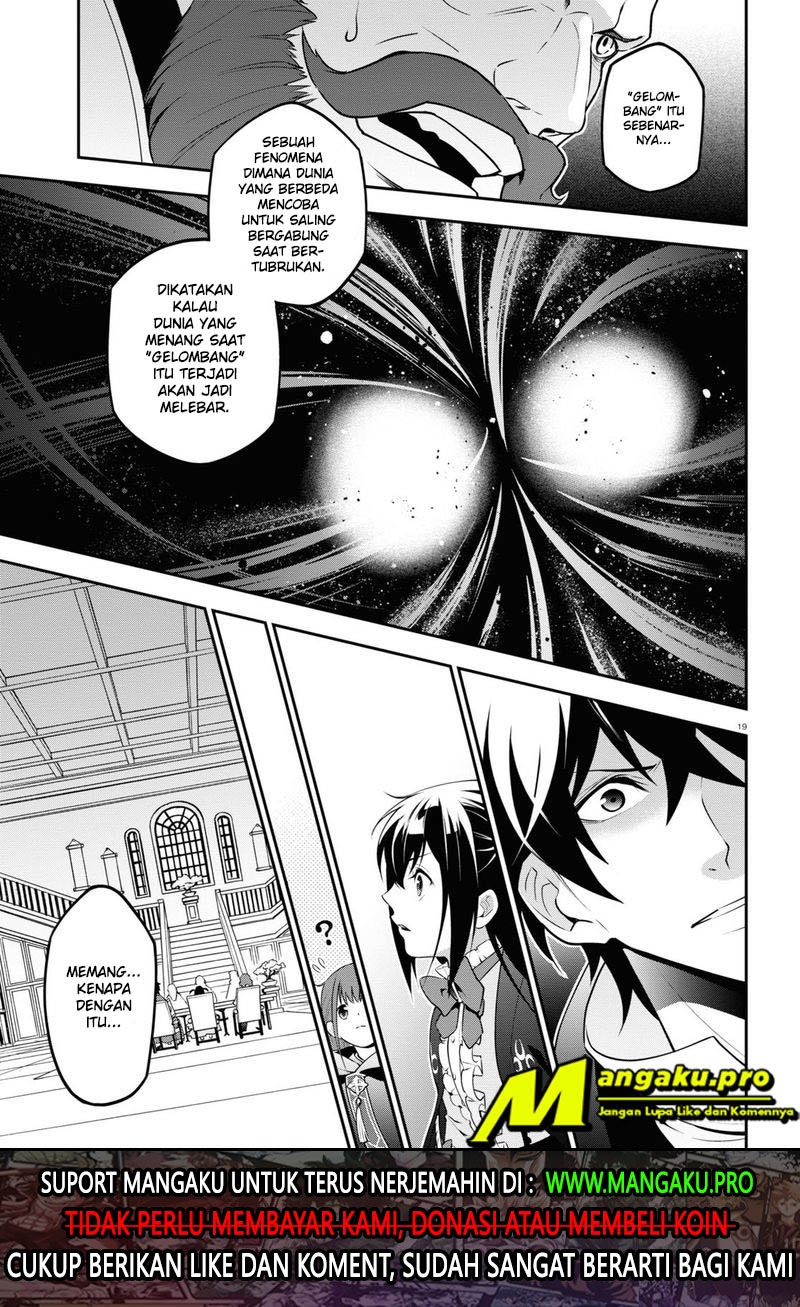 "GELOM-
BANG" ITU
SEBENAR-
NYA...
SEBUAH
FENOMENA
DIMANA DUNIA
YANG BERBEDA
MENCOBA
UNTUK SALING
BERGABUNG
SAAT BER-
TUBRUKAN.
DIKATAKAN
KALAU
DUNIA YANG
MENANG SAAT
"GELOMBANG"
ITU TERJADI
AKAN JADI
MELEBAR.
19
?
MEMANG...
KENAPA
DENGAN
ITU...
Mangaku.pro
Jangan Lupa Like dan Komennya
SUPORT MANGAKU UNTUK TERUS NERJEMAHIN DI : WWW.MANGAKU.PRO
TIDAK PERLU MEMBAYAR KAMI, DONASI ATAU MEMBELI KOIN
CUKUP BERIKAN LIKE DAN KOMENT, SUDAH SANGAT BERARTI BAGI KAMI